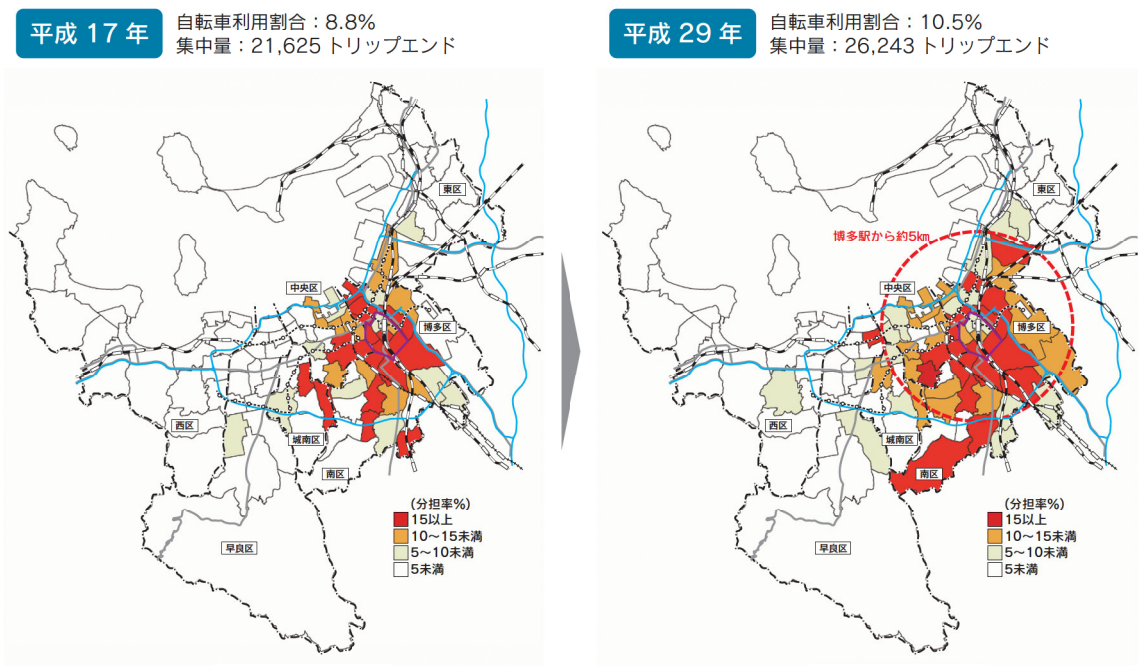 平成 17 年
自転車利用割合：8.8%
集中量：21,625 トリップエンド
東区
中央区
博多区
西区
城南区
南区
早良区
(分担率%)
15以上
10～15未満
5～10未満
5未満
平成 29 年
自転車利用割合：10.5%
集中量：26,243 トリップエンド
東区
博多駅から約5km
中央区
博多区
西区
城南区
南区
早良区
(分担率%)
15以上
10～15未満
5～10未満
5未満